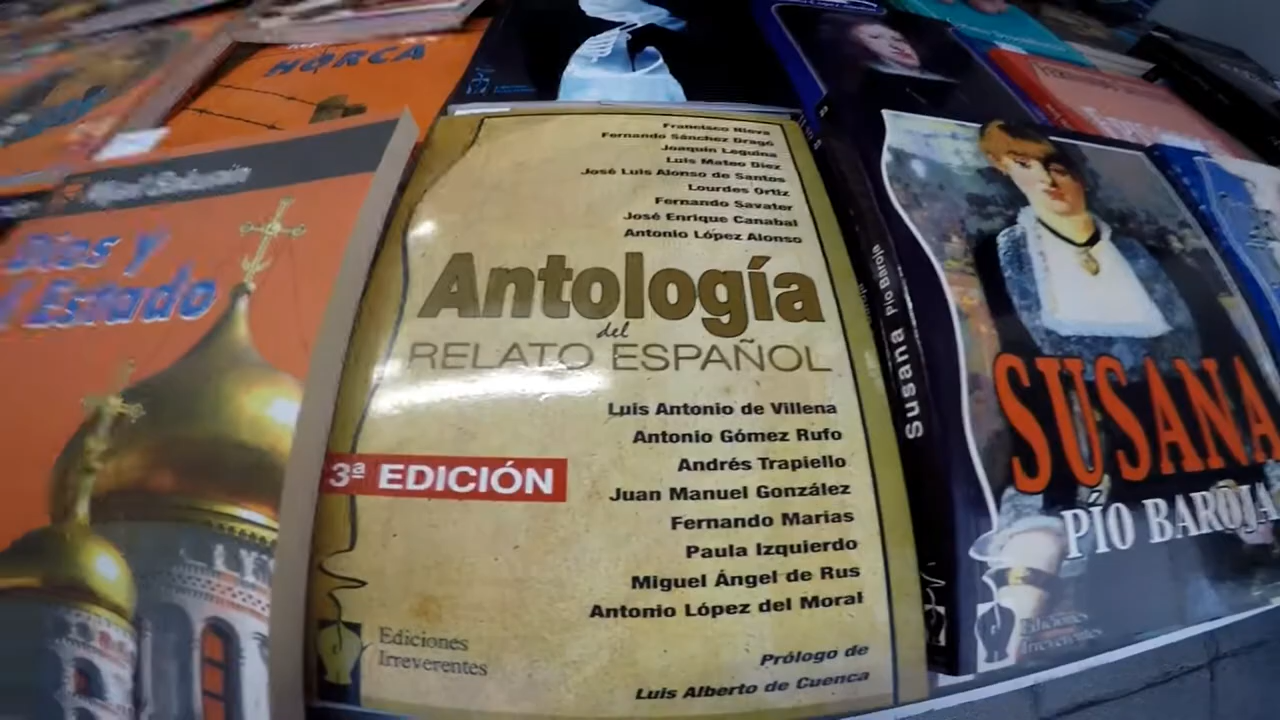 HORCA
Dios y
Estado
Francisco Nieva
Fernando Sánchez Dragó
Joaquín Leguina
Luis Mateo Díez
José Luis Alonso de Santos
Lourdes Ortiz
Fernando Savater
José Enrique Canabal
Antonio López Alonso
Antología
del
RELATO ESPAÑOL
Luis Antonio de Villena
Antonio Gómez Rufo
Andrés Trapiello
3ª EDICIÓN
Juan Manuel González
Fernando Marías
Paula Izquierdo
Miguel Ángel de Rus
Antonio López del Moral
Ediciones
Irreverentes
Prólogo de
Luis Alberto de Cuenca
Susana Pío Baroja
SUSANA
PÍO BAROJA
Ediciones
Irreverentes